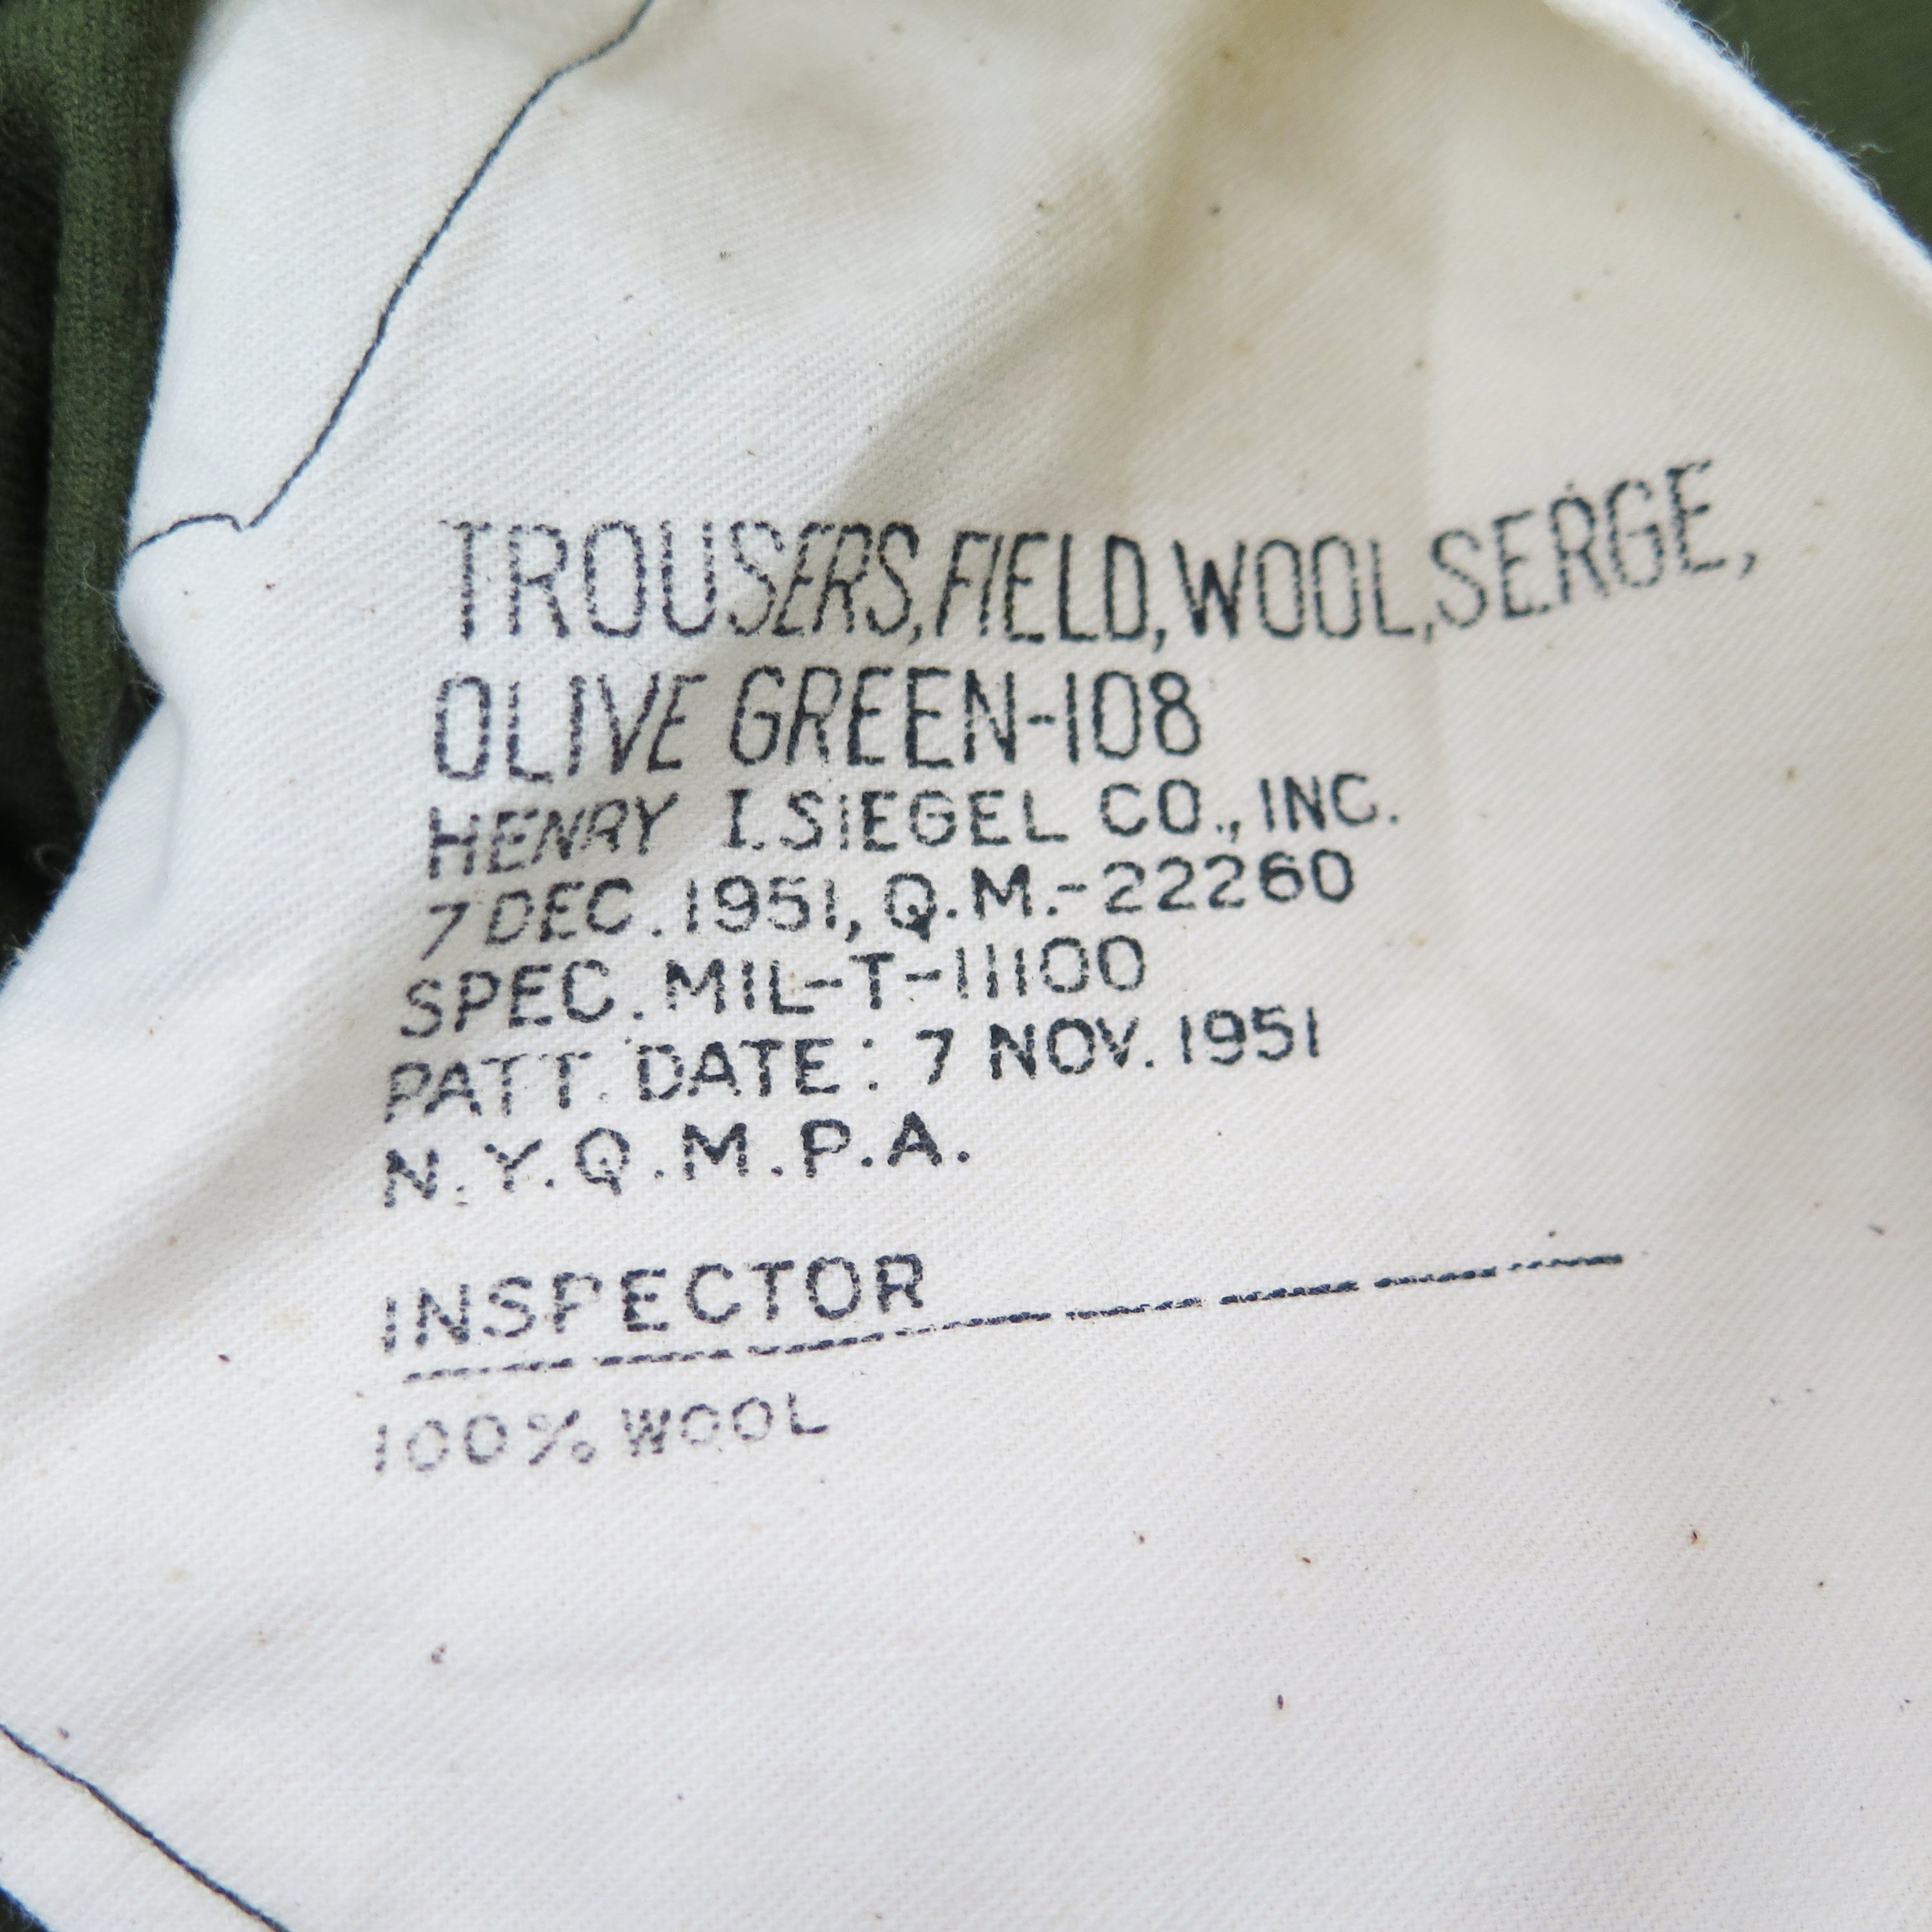 TROUSERS, FIELD, WOOL, SERGE,
OLIVE GREEN-108
HENRY I. SIEGEL CO., INC.
7 DEC. 1951, Q.M.-22260
SPEC. MIL-T-11100
PATT. DATE: 7 NOV. 1951
N.Y.Q.M.P.A.
INSPECTOR
100% WOOL